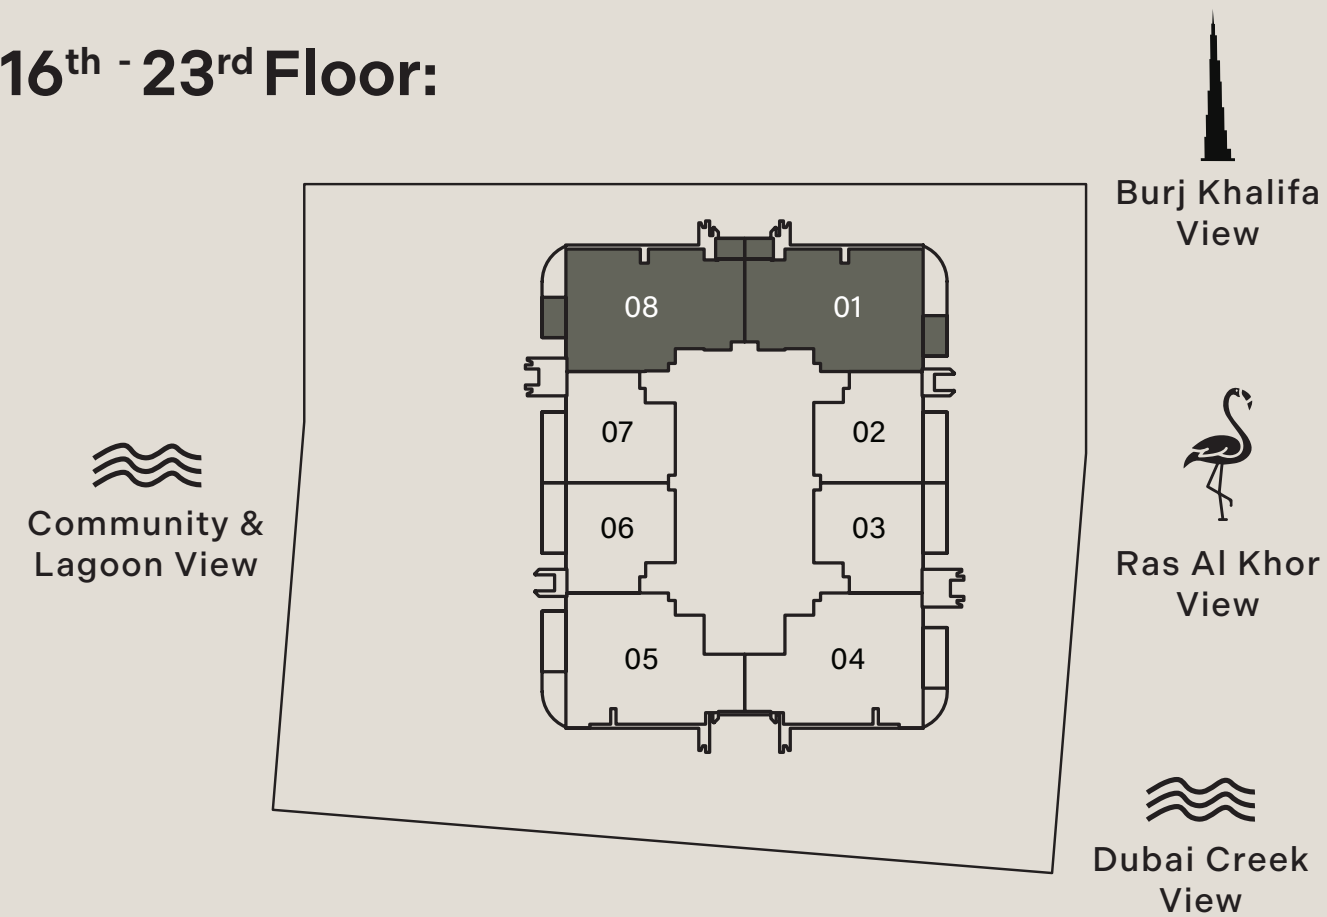 16th - 23rd Floor:
Burj Khalifa
View
08
01
07
02
Community &
Lagoon View
06
03
Ras Al Khor
View
05
04
Dubai Creek
View